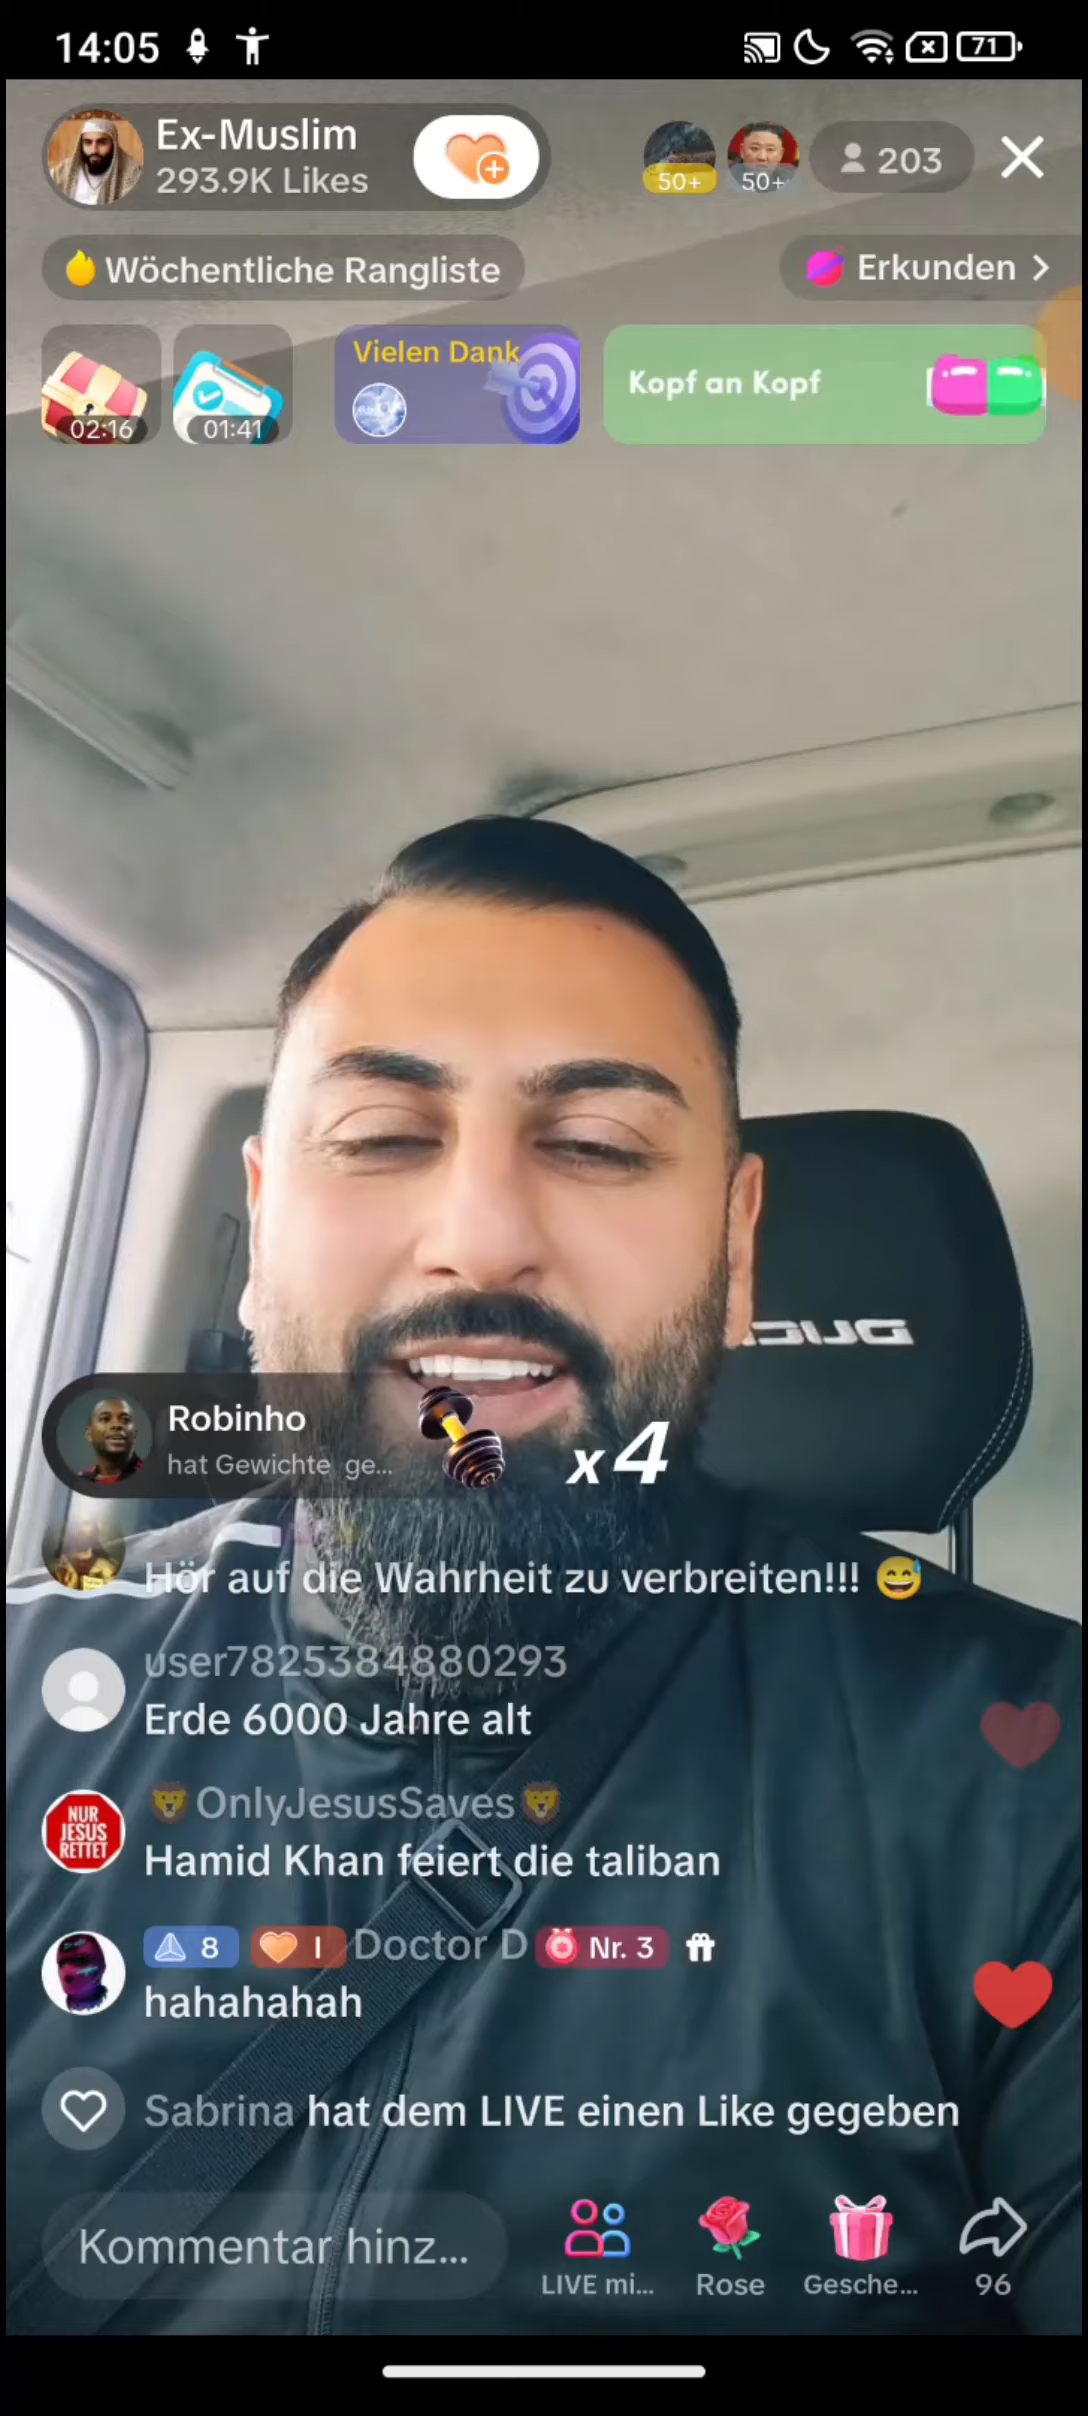 14:05
71
Ex-Muslim
293.9K Likes
50+
50+
203
Wöchentliche Rangliste
Erkunden
02:16
01:41
Vielen Dank
Kopf an Kopf
Robinho
hat Gewichte ge...
x4
Hör auf die Wahrheit zu verbreiten!!! 😅
user7825384880293
Erde 6000 Jahre alt
NUR
JESUS
RETTET
🦁OnlyJesusSaves🦁
Hamid Khan feiert die taliban
8 I Doctor D Nr. 3
hahahahah
Sabrina hat dem LIVE einen Like gegeben
Kommentar hinz...
LIVE mi...
Rose
Gesche...
96